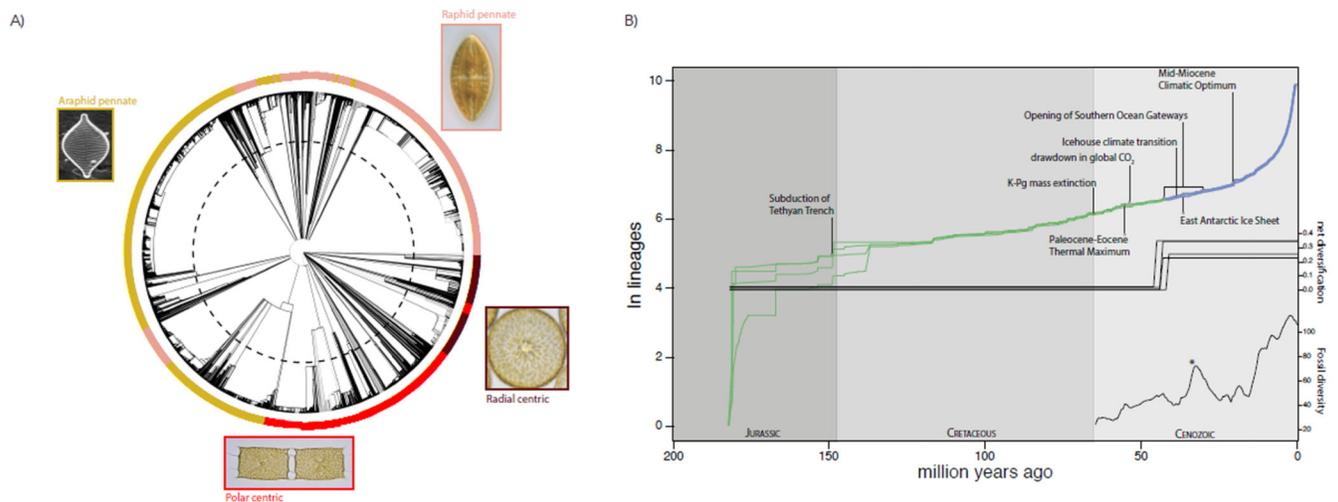 A)
Raphid pennate
Araphid pennate
Radial centric
Polar centric
B)
10
8
6
4
2
0
ln lineages
Mid-Miocene
Climatic Optimum
Opening of Southern Ocean Gateways
Icehouse climate transition
drawdown in global CO2
K-Pg mass extinction
Subduction of
Tethyan Trench
East Antarctic Ice Sheet
Paleocene-Eocene
Thermal Maximum
0.4
0.3
0.2
0.1
0.0
net diversification
*
100
80
60
40
20
Fossil diversity
JURASSIC
CRETACEOUS
CENOZOIC
200
150
100
50
0
0
million years ago